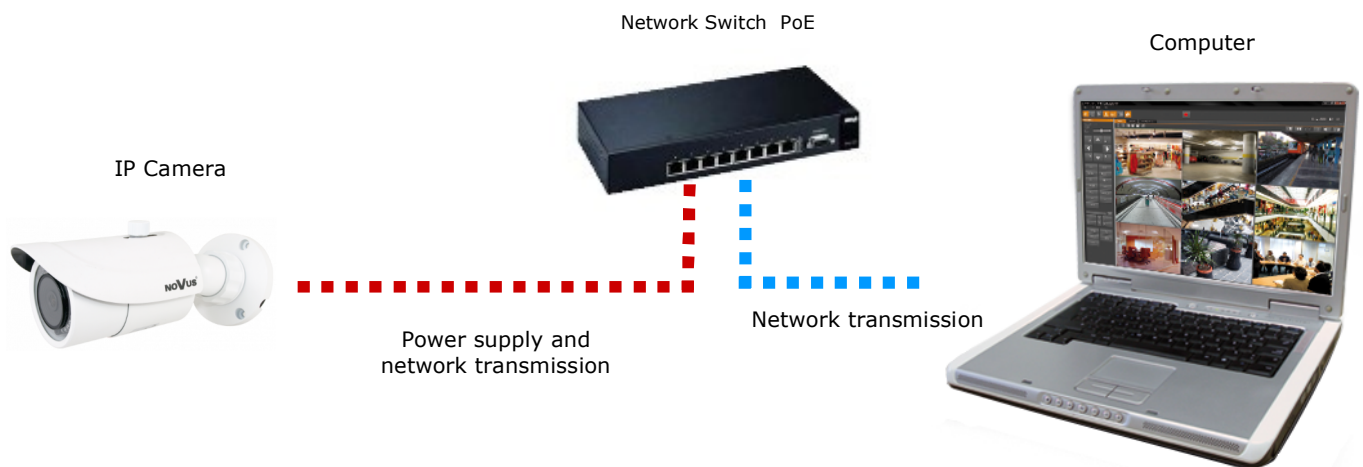 Network Switch PoE
Computer
IP Camera
NOVUS
Network transmission
Power supply and
network transmission